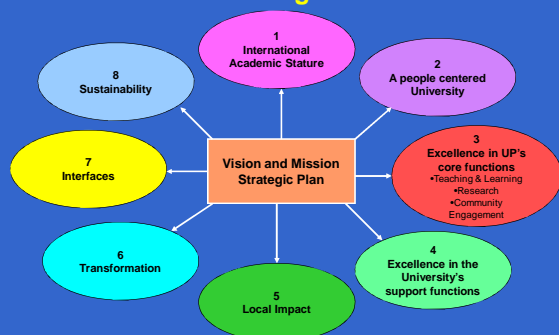 1
International
Academic Stature
2
A people centered
University
3
Excellence in UP's
core functions
•Teaching & Learning
•Research
•Community
Engagement
4
Excellence in the
University's
support functions
5
Local Impact
6
Transformation
7
Interfaces
8
Sustainability
Vision and Mission
Strategic Plan